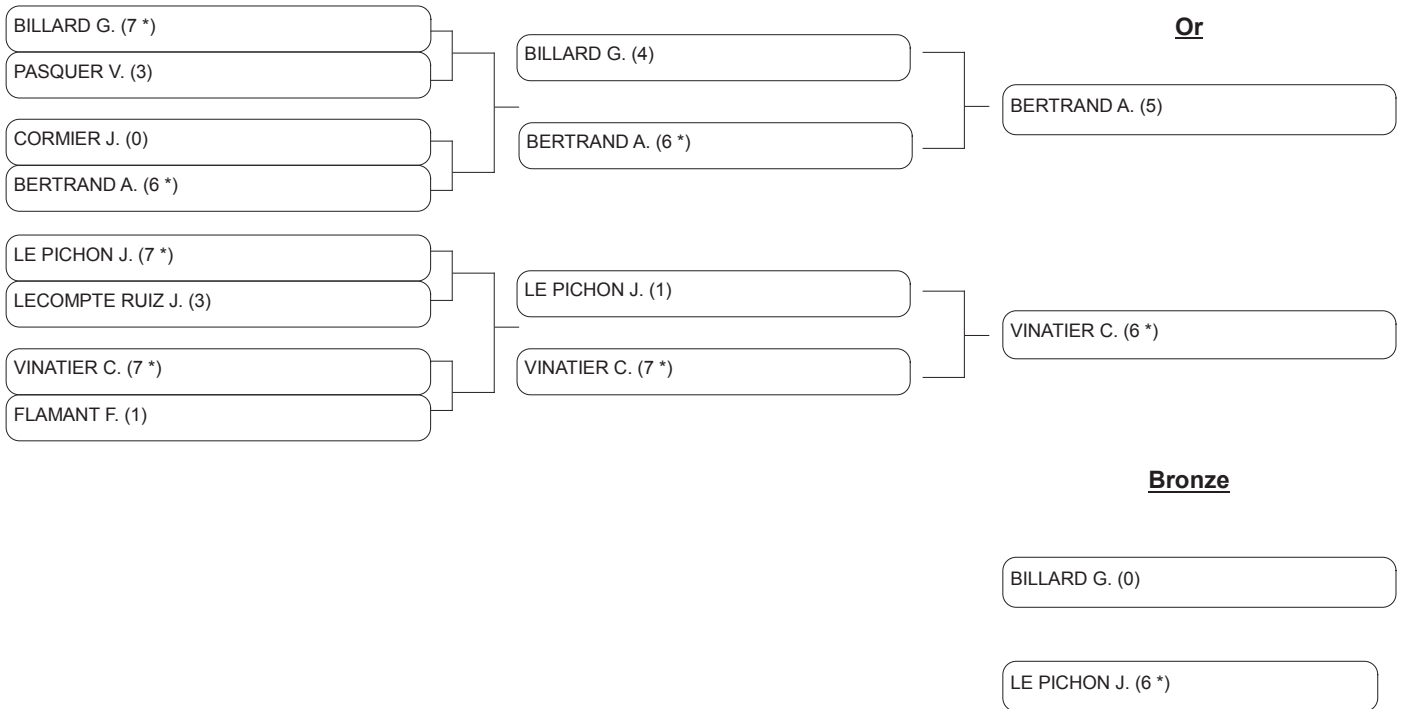 BILLARD G. (7 *)
PASQUER V. (3)
CORMIER J. (0)
BERTRAND A. (6 *)
LE PICHON J. (7 *)
LECOMPTE RUIZ J. (3)
VINATIER C. (7 *)
FLAMANT F. (1)
BILLARD G. (4)
BERTRAND A. (6 *)
LE PICHON J. (1)
VINATIER C. (7 *)
Or
BERTRAND A. (5)
VINATIER C. (6 *)
Bronze
BILLARD G. (0)
LE PICHON J. (6 *)